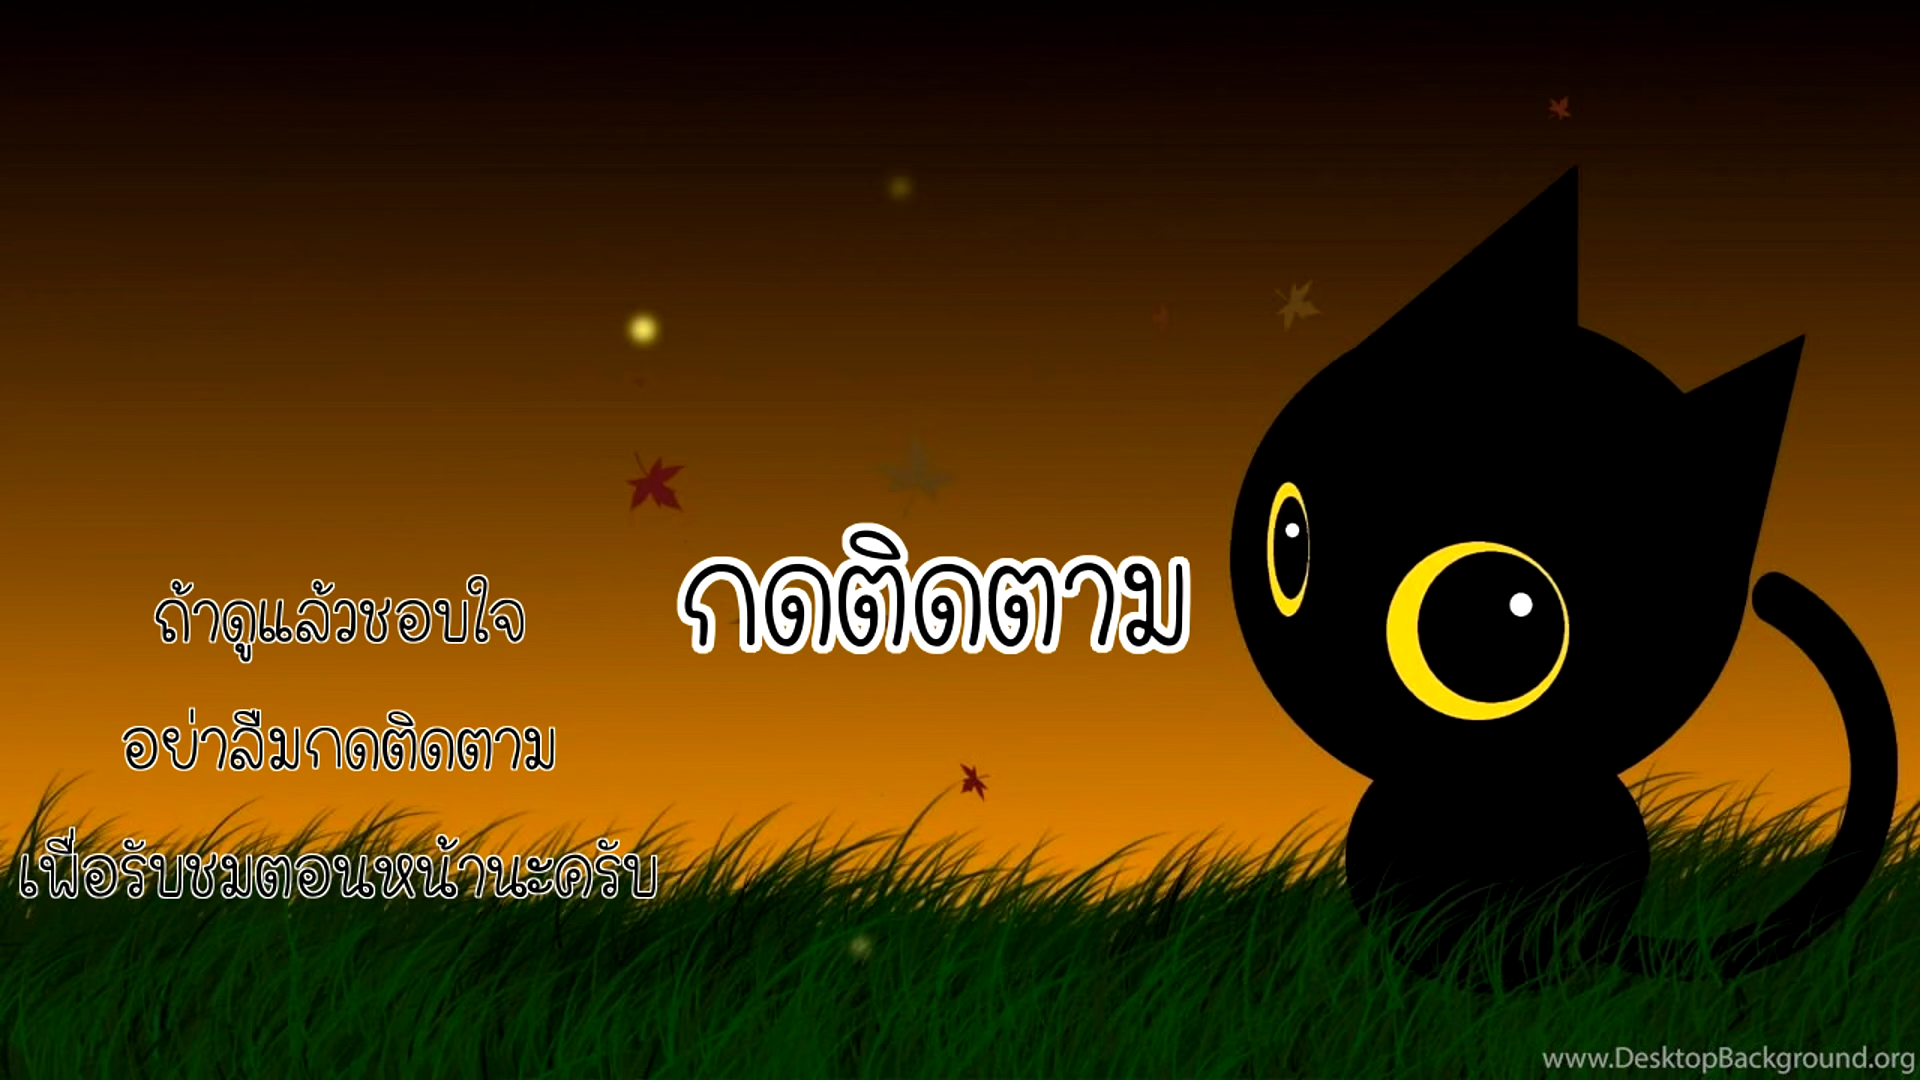 ถ้าดูแล้วชอบใจ
อย่าลืมกดติดตาม
เพื่อรับชมตอนหน้านะครับ
กดติดตาม
www.DesktopBackground.org